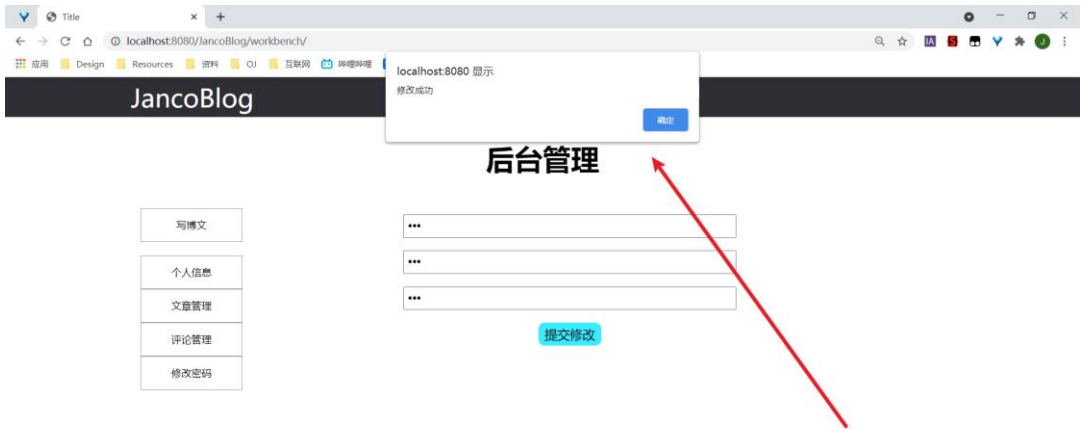 Title
localhost:8080/JancoBlog/workbench/
应用 Design Resources 资料 OJ 互联网 哔哩哔哩
localhost:8080 显示
修改成功
确定
JancoBlog
后台管理
写博文
•••
个人信息
•••
文章管理
•••
评论管理
提交修改
修改密码